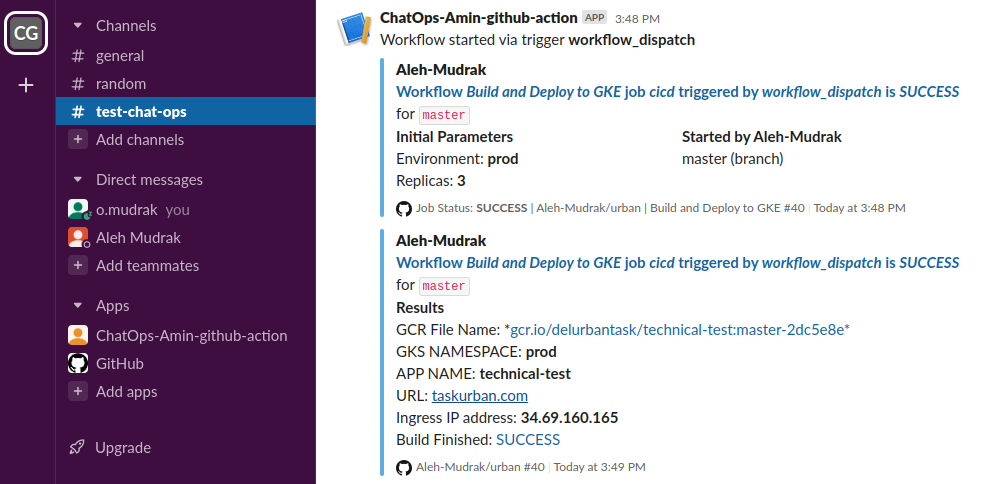 CG
Channels
# general
# random
# test-chat-ops
+ Add channels
Direct messages
o.mudrak you
Aleh Mudrak
+ Add teammates
Apps
ChatOps-Amin-github-action
GitHub
+ Add apps
Upgrade
ChatOps-Amin-github-action APP 3:48 PM
Workflow started via trigger workflow_dispatch
Aleh-Mudrak
Workflow Build and Deploy to GKE job cicd triggered by workflow_dispatch is SUCCESS
for master
Initial Parameters Started by Aleh-Mudrak
Environment: prod master (branch)
Replicas: 3
Job Status: SUCCESS | Aleh-Mudrak/urban | Build and Deploy to GKE #40 | Today at 3:48 PM
Aleh-Mudrak
Workflow Build and Deploy to GKE job cicd triggered by workflow_dispatch is SUCCESS
for master
Results
GCR File Name: *gcr.io/delurbantask/technical-test:master-2dc5e8e*
GKS NAMESPACE: prod
APP NAME: technical-test
URL: taskurban.com
Ingress IP address: 34.69.160.165
Build Finished: SUCCESS
Aleh-Mudrak/urban #40 | Today at 3:49 PM